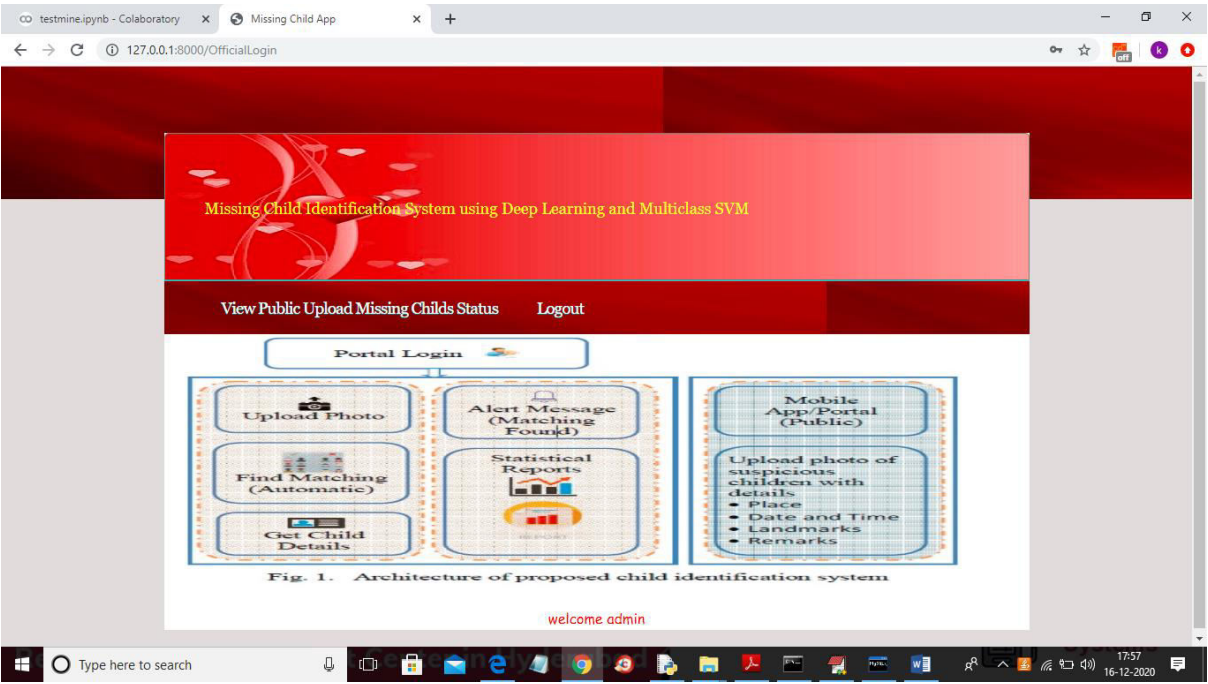 testmine.ipynb - Colaboratory
Missing Child App
127.0.0.1:8000/OfficialLogin
off
k
Missing Child Identification System using Deep Learning and Multiclass SVM
View Public Upload Missing Childs Status
Logout
Portal Login
Upload Photo
Find Matching
(Automatic)
Get Child
Details
Alert Message
(Matching
Found)
Statistical
Reports
REPORT
Mobile
App/Portal
(Public)
Upload photo of
suspicious
children with
details
• Place
• Date and Time
• Landmarks
• Remarks
Fig. 1. Architecture of proposed child identification system
welcome admin
Type here to search
17:57
16-12-2020